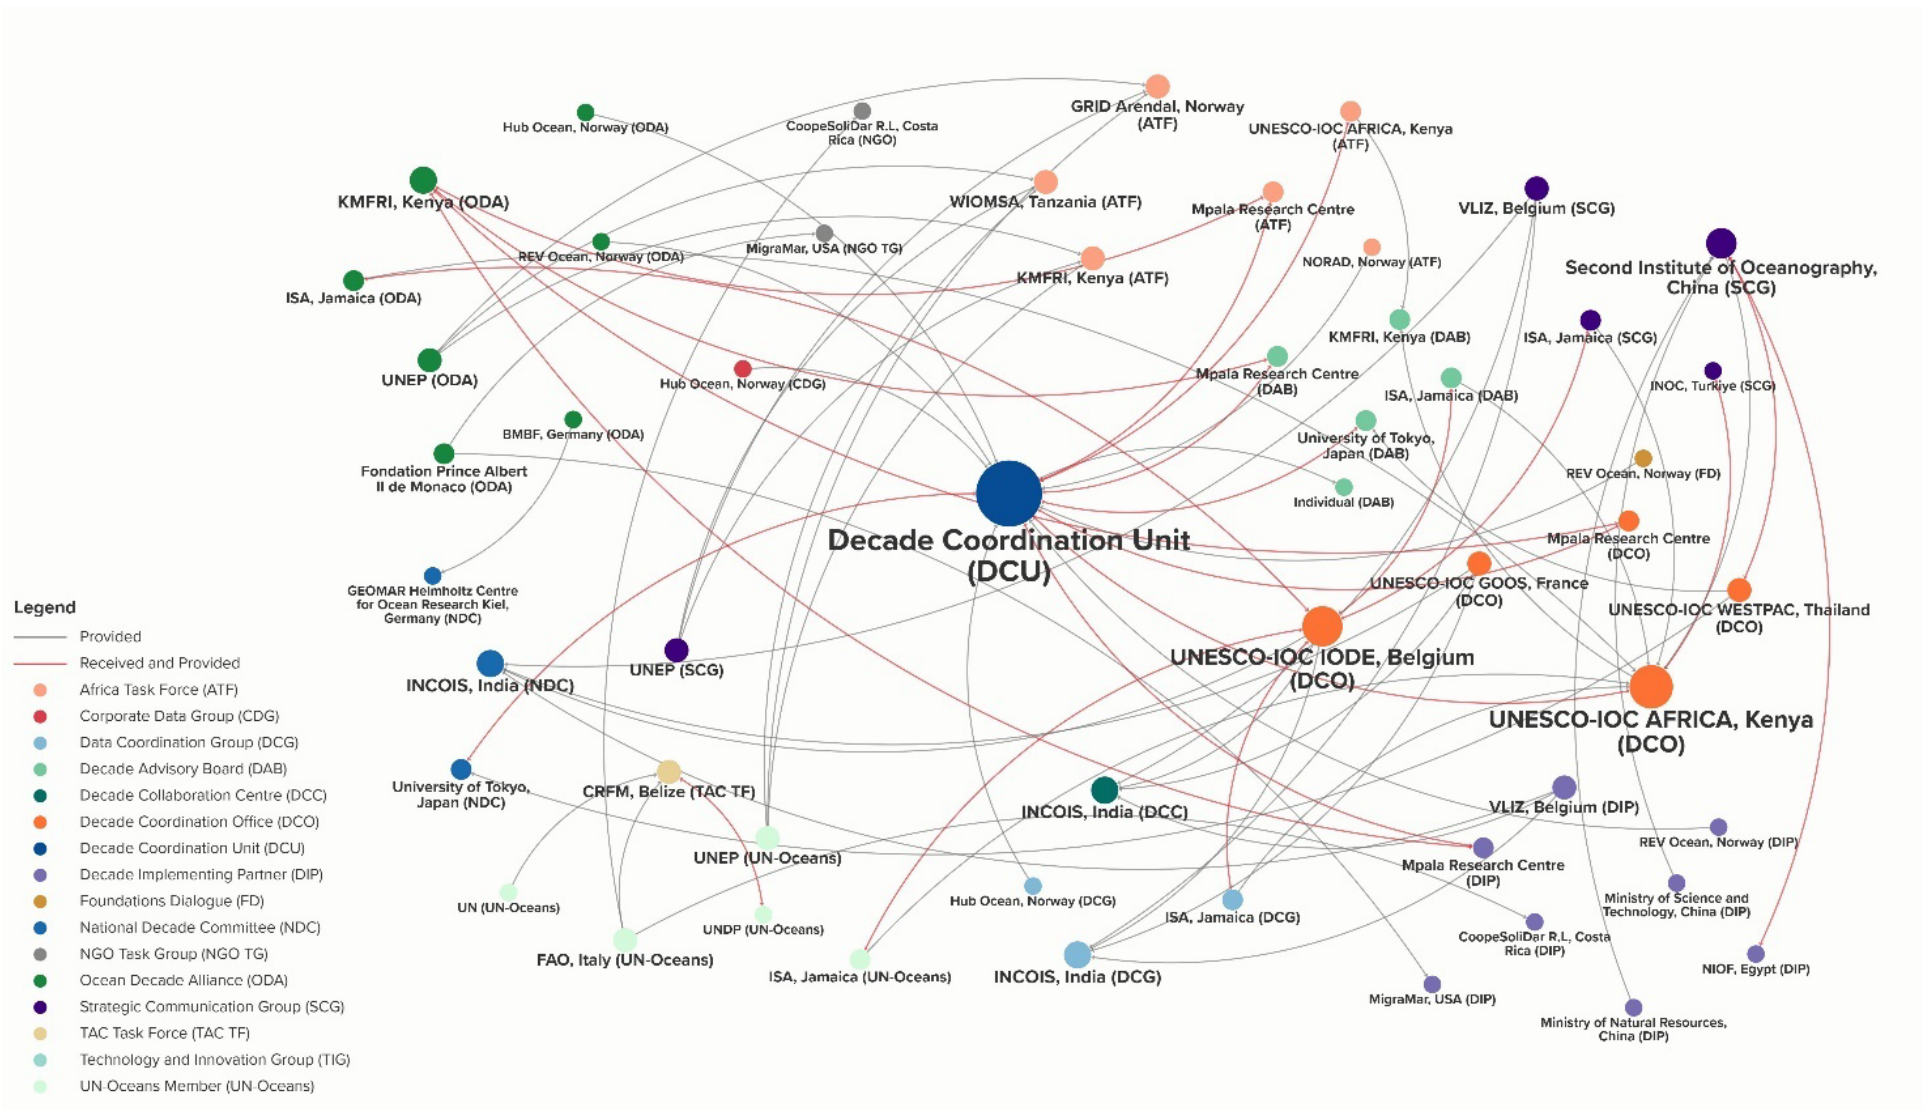 GRID Arendal, Norway
(ATF)
Hub Ocean, Norway (ODA)
CoopeSoliDar R.L, Costa
Rica (NGO)
UNESCO-IOC AFRICA, Kenya
(ATF)
KMFRI, Kenya (ODA)
WIOMSA, Tanzania (ATF)
Mpala Research Centre
(ATF)
VLIZ, Belgium (SCG)
REV Ocean, Norway (ODA)
MigraMar, USA (NGO TG)
KMFRI, Kenya (ATF)
NORAD, Norway (ATF)
Second Institute of Oceanography,
China (SCG)
ISA, Jamaica (ODA)
KMFRI, Kenya (DAB)
ISA, Jamaica (SCG)
UNEP (ODA)
Hub Ocean, Norway (CDG)
Mpala Research Centre
(DAB)
ISA, Jamaica (DAB)
INOC, Turkiye (SCG)
BMBF, Germany (ODA)
University of Tokyo,
Japan (DAB)
Fondation Prince Albert
II de Monaco (ODA)
REV Ocean, Norway (FD)
Individual (DAB)
Decade Coordination Unit
(DCU)
Mpala Research Centre
(DCO)
GEOMAR Helmholtz Centre
for Ocean Research Kiel,
Germany (NDC)
UNESCO-IOC GOOS, France
(DCO)
UNESCO-IOC WESTPAC, Thailand
(DCO)
INCOIS, India (NDC)
UNEP (SCG)
UNESCO-IOC IODE, Belgium
(DCO)
UNESCO-IOC AFRICA, Kenya
(DCO)
University of Tokyo,
Japan (NDC)
CRFM, Belize (TAC TF)
INCOIS, India (DCC)
VLIZ, Belgium (DIP)
UNEP (UN-Oceans)
Mpala Research Centre
(DIP)
REV Ocean, Norway (DIP)
UN (UN-Oceans)
Hub Ocean, Norway (DCG)
ISA, Jamaica (DCG)
Ministry of Science and
Technology, China (DIP)
UNDP (UN-Oceans)
CoopeSoliDar R,L, Costa
Rica (DIP)
FAO, Italy (UN-Oceans)
ISA, Jamaica (UN-Oceans)
INCOIS, India (DCG)
NIOF, Egypt (DIP)
MigraMar, USA (DIP)
Ministry of Natural Resources,
China (DIP)
Legend
Provided
Received and Provided
Africa Task Force (ATF)
Corporate Data Group (CDG)
Data Coordination Group (DCG)
Decade Advisory Board (DAB)
Decade Collaboration Centre (DCC)
Decade Coordination Office (DCO)
Decade Coordination Unit (DCU)
Decade Implementing Partner (DIP)
Foundations Dialogue (FD)
National Decade Committee (NDC)
NGO Task Group (NGO TG)
Ocean Decade Alliance (ODA)
Strategic Communication Group (SCG)
TAC Task Force (TAC TF)
Technology and Innovation Group (TIG)
UN-Oceans Member (UN-Oceans)